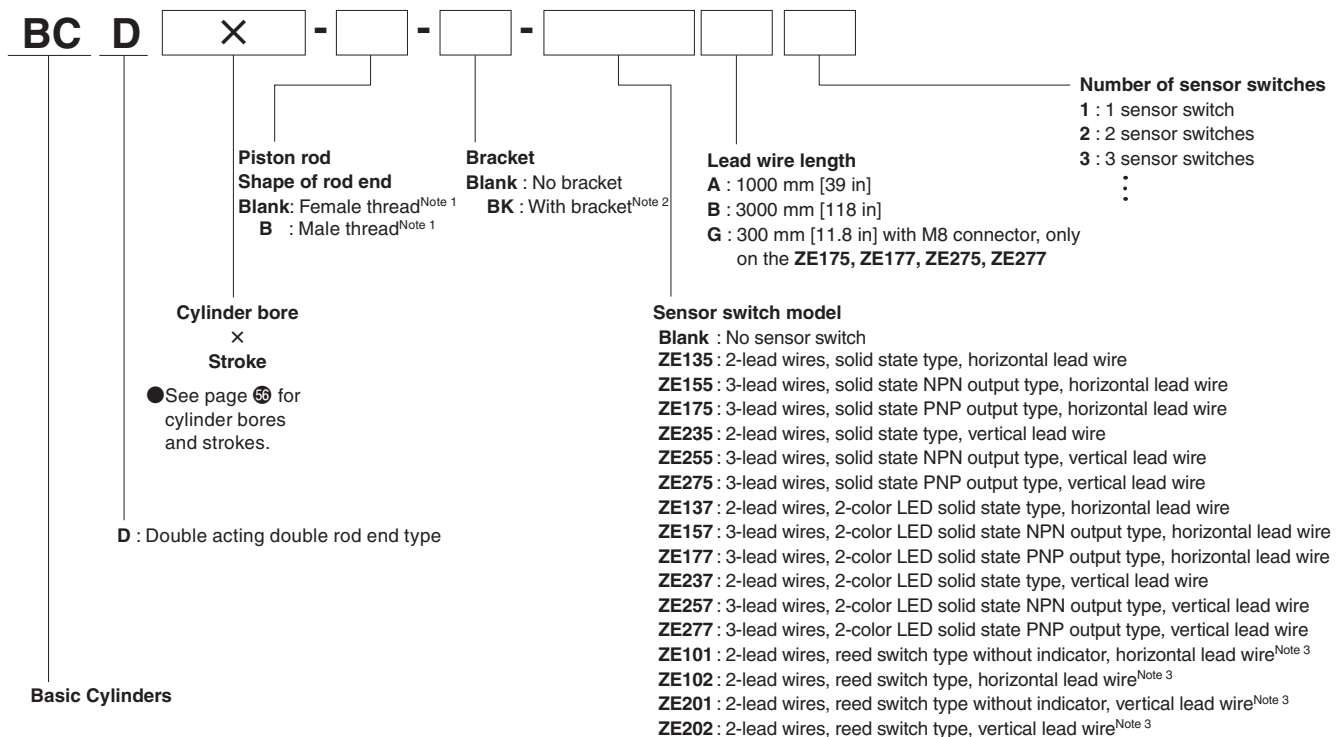 BC D × - - -
Number of sensor switches
1 : 1 sensor switch
2 : 2 sensor switches
3 : 3 sensor switches
⋮
Piston rod
Shape of rod end
Blank: Female thread Note 1
B : Male thread Note 1
Bracket
Blank : No bracket
BK : With bracket Note 2
Lead wire length
A : 1000 mm [39 in]
B : 3000 mm [118 in]
G : 300 mm [11.8 in] with M8 connector, only
on the ZE175, ZE177, ZE275, ZE277
Cylinder bore
×
Stroke
●See page 56 for
cylinder bores
and strokes.
Sensor switch model
Blank : No sensor switch
ZE135 : 2-lead wires, solid state type, horizontal lead wire
ZE155 : 3-lead wires, solid state NPN output type, horizontal lead wire
ZE175 : 3-lead wires, solid state PNP output type, horizontal lead wire
ZE235 : 2-lead wires, solid state type, vertical lead wire
ZE255 : 3-lead wires, solid state NPN output type, vertical lead wire
ZE275 : 3-lead wires, solid state PNP output type, vertical lead wire
ZE137 : 2-lead wires, 2-color LED solid state type, horizontal lead wire
ZE157 : 3-lead wires, 2-color LED solid state NPN output type, horizontal lead wire
ZE177 : 3-lead wires, 2-color LED solid state PNP output type, horizontal lead wire
ZE237 : 2-lead wires, 2-color LED solid state type, vertical lead wire
ZE257 : 3-lead wires, 2-color LED solid state NPN output type, vertical lead wire
ZE277 : 3-lead wires, 2-color LED solid state PNP output type, vertical lead wire
ZE101 : 2-lead wires, reed switch type without indicator, horizontal lead wire Note 3
ZE102 : 2-lead wires, reed switch type, horizontal lead wire Note 3
ZE201 : 2-lead wires, reed switch type without indicator, vertical lead wire Note 3
ZE202 : 2-lead wires, reed switch type, vertical lead wire Note 3
D : Double acting double rod end type
Basic Cylinders